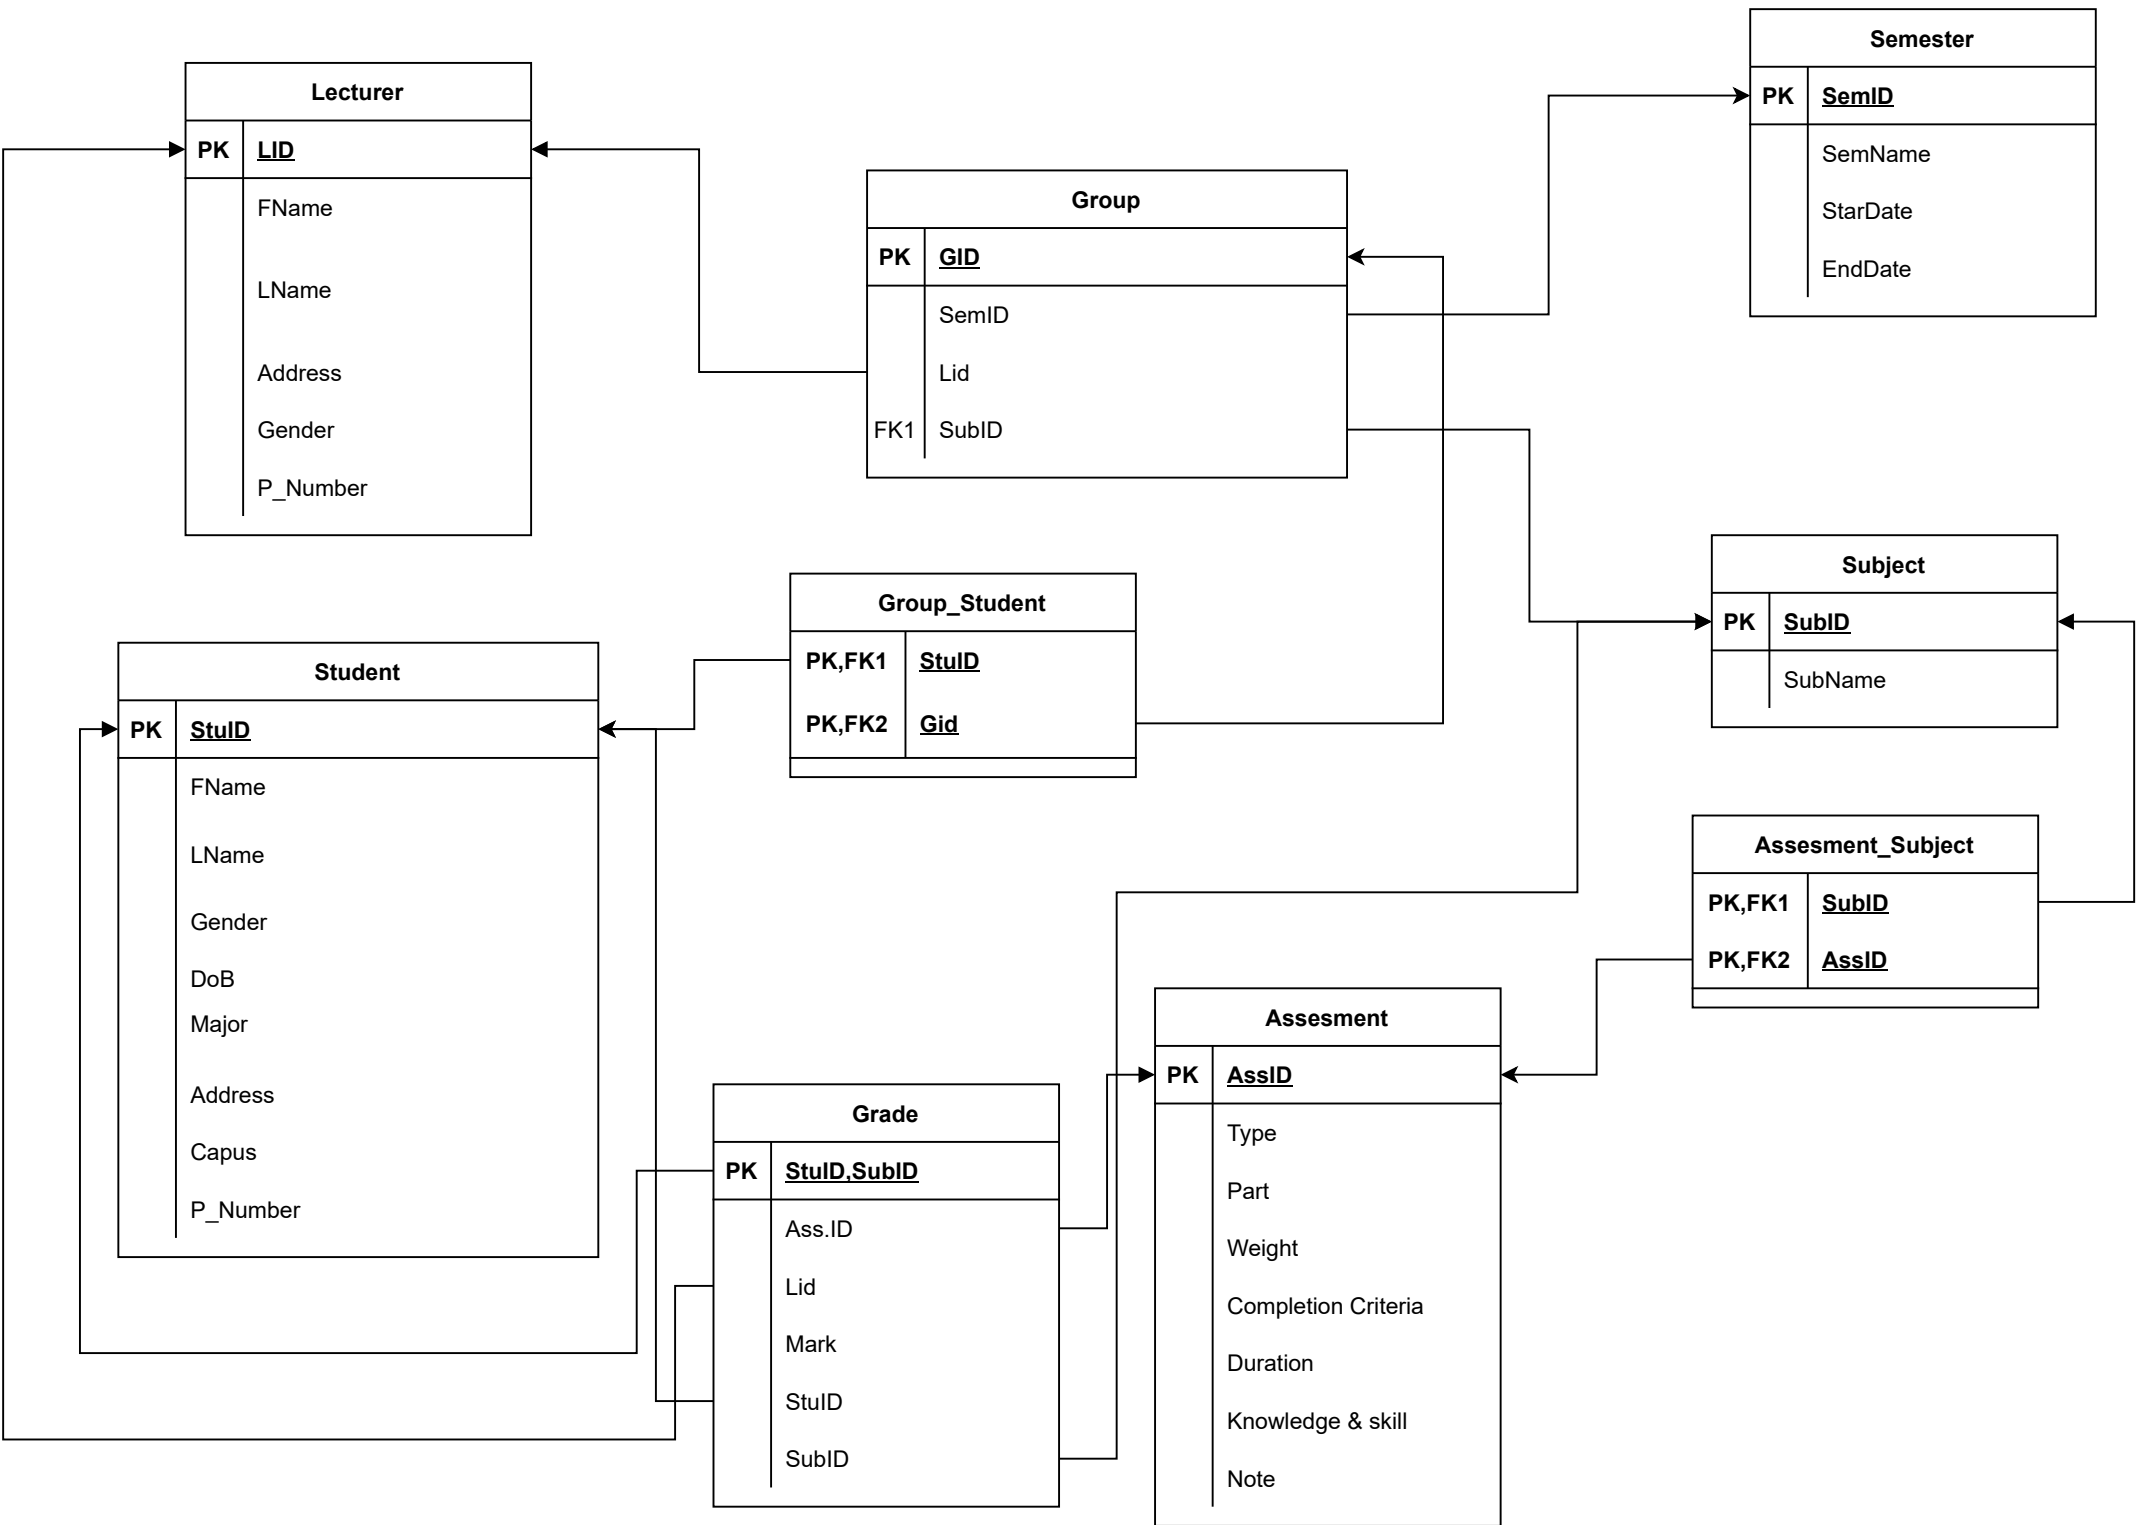 Semester
PK SemID
SemName
StarDate
EndDate
Lecturer
PK LID
FName
LName
Address
Gender
P_Number
Group
PK GID
SemID
Lid
FK1 SubID
Subject
PK SubID
SubName
Group_Student
PK,FK1 StuID
PK,FK2 Gid
Student
PK StuID
FName
LName
Gender
DoB
Major
Address
Capus
P_Number
Assesment_Subject
PK,FK1 SubID
PK,FK2 AssID
Assesment
PK AssID
Type
Part
Weight
Completion Criteria
Duration
Knowledge & skill
Note
Grade
PK StuID,SubID
Ass.ID
Lid
Mark
StuID
SubID